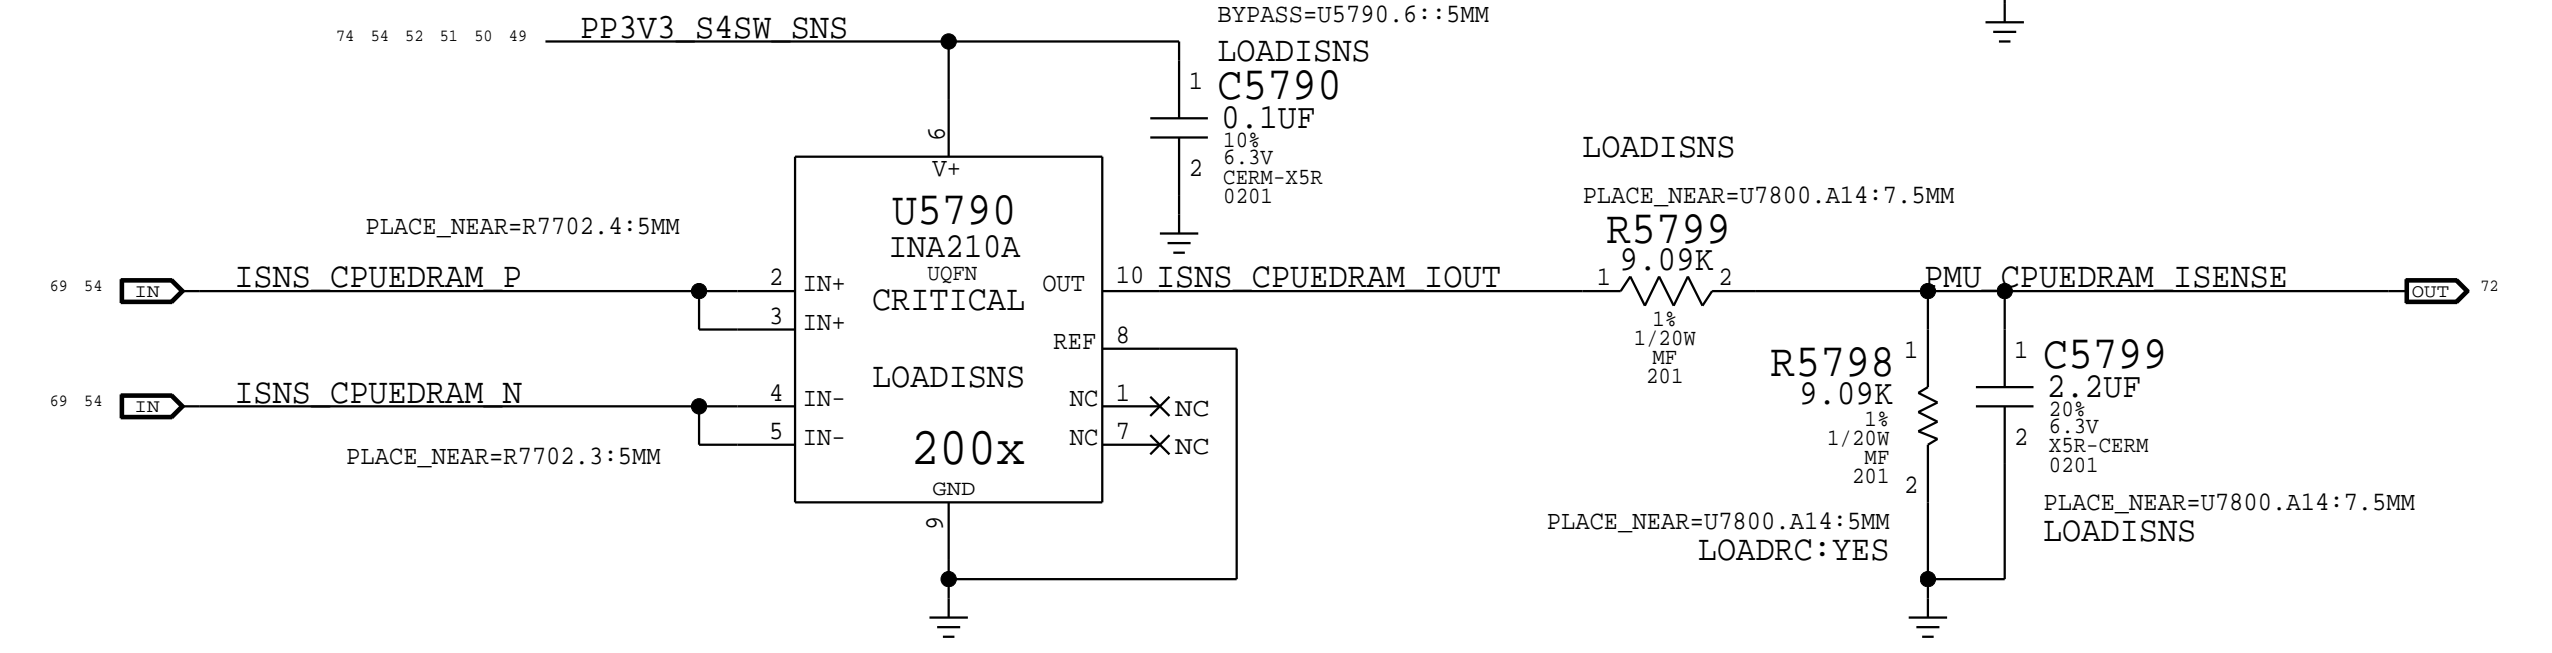 BYPASS=U5790.6::5MM
74 54 52 51 50 49
PP3V3_S4SW_SNS
LOADISNS
1
C5790
0.1UF
10%
6.3V
CERM-X5R
0201
2
6
V+
U5790
INA210A
UQFN
CRITICAL
LOADISNS
200x
GND
9
PLACE_NEAR=R7702.4:5MM
69 54
IN
ISNS_CPUEDRAM_P
2
IN+
3
IN+
69 54
IN
ISNS_CPUEDRAM_N
4
IN-
5
IN-
PLACE_NEAR=R7702.3:5MM
OUT
10
ISNS_CPUEDRAM_IOUT
REF
8
NC
1
NC
NC
7
NC
LOADISNS
PLACE_NEAR=U7800.A14:7.5MM
R5799
9.09K
1
2
1%
1/20W
MF
201
PMU_CPUEDRAM_ISENSE
OUT
72
R5798
1
9.09K
1%
1/20W
MF
201
2
PLACE_NEAR=U7800.A14:5MM
LOADRC:YES
1
C5799
2.2UF
20%
6.3V
X5R-CERM
0201
2
PLACE_NEAR=U7800.A14:7.5MM
LOADISNS